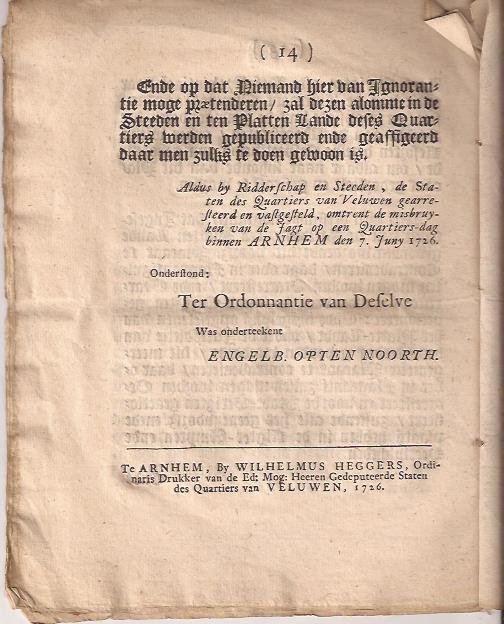 ( 14 )
Ende op dat Niemand hier van Ignoran-
tie moge prætenderen / zal dezen alomme in de
Steeden en ten Platten Lande deses Quar-
tiers werden gepubliceerd ende geaffigeerd
daar men zulks te doen gewoon is.
Aldus by Ridderſchap en Steeden, de Sta-
ten des Quartiers van Veluwen gearre-
ſteerd en vaſtgeſteld, omtrent de misbruy-
ken van de Jagt op een Quartiers-dag
binnen ARNHEM den 7. Juny 1726.
Onderſtond:
Ter Ordonnantie van Deſelve
Was onderteekent
ENGELB. OPTEN NOORTH.
Te ARNHEM, By WILHELMUS HEGGERS, Ordi-
naris Drukker van de Ed: Mog: Heeren Gedeputeerde Staten
des Quartiers van VELUWEN, 1726.